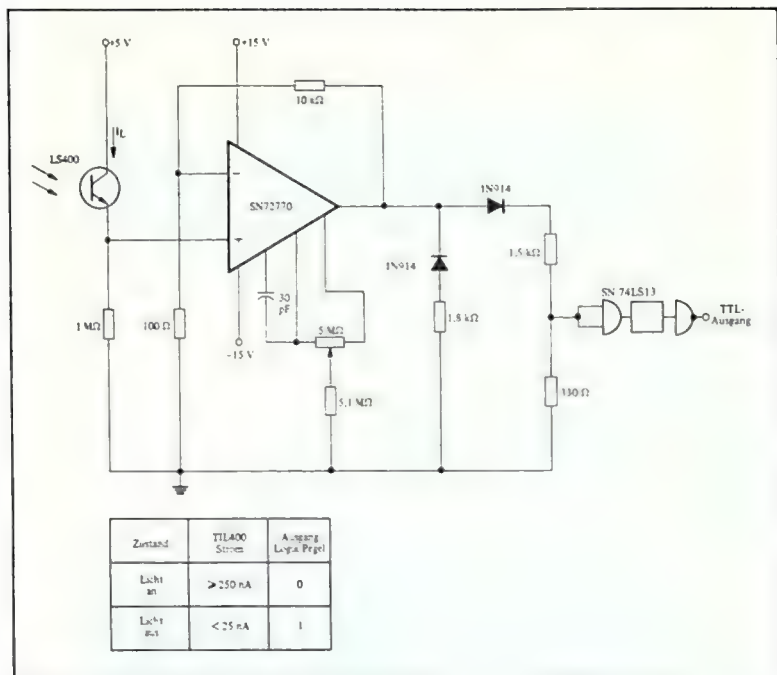 +5 V
+15 V
10 kΩ
I_L
LS400
−
SN72770
+
1N914
1N914
1,5 kΩ
SN 74LS13
TTL-
Ausgang
30
pF
5 MΩ
1 MΩ
100 Ω
−15 V
1,8 kΩ
5,1 MΩ
330 Ω
Zustand
TIL400
Strom
Ausgang
Logik Pegel
Licht
an
≥ 250 nA
0
Licht
aus
< 25 nA
1